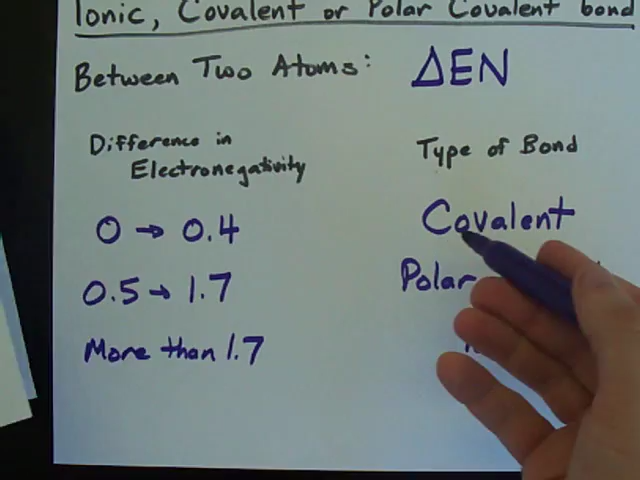 Ionic, Covalent or Polar Covalent bond
Between Two Atoms: ΔEN
Difference in
Electronegativity
Type of Bond
0 → 0.4 Covalent
0.5 → 1.7 Polar
More than 1.7